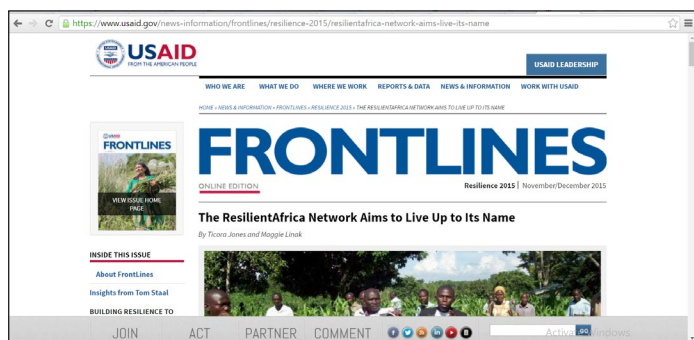 https://www.usaid.gov/news-information/frontlines/resilience-2015/resilientafrica-network-aims-live-its-name
USAID
FROM THE AMERICAN PEOPLE
USAID LEADERSHIP
WHO WE ARE WHAT WE DO WHERE WE WORK REPORTS & DATA NEWS & INFORMATION WORK WITH USAID
HOME » NEWS & INFORMATION » FRONTLINES » RESILIENCE 2015 » THE RESILIENTAFRICA NETWORK AIMS TO LIVE UP TO ITS NAME
USAID
FRONTLINES
VIEW ISSUE HOME
PAGE
FRONTLINES
ONLINE EDITION
Resilience 2015 | November/December 2015
The ResilientAfrica Network Aims to Live Up to Its Name
By Ticora Jones and Maggie Linak
INSIDE THIS ISSUE
About FrontLines
Insights from Tom Staal
BUILDING RESILIENCE TO
JOIN ACT PARTNER COMMENT GO
Activate Windows